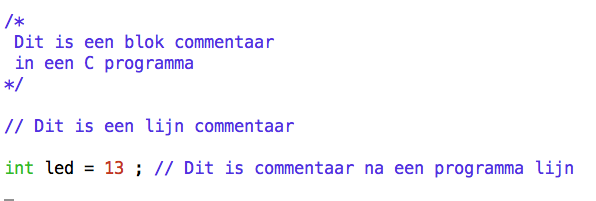 /*
 Dit is een blok commentaar
 in een C programma
*/
// Dit is een lijn commentaar
int led = 13 ; // Dit is commentaar na een programma lijn
_